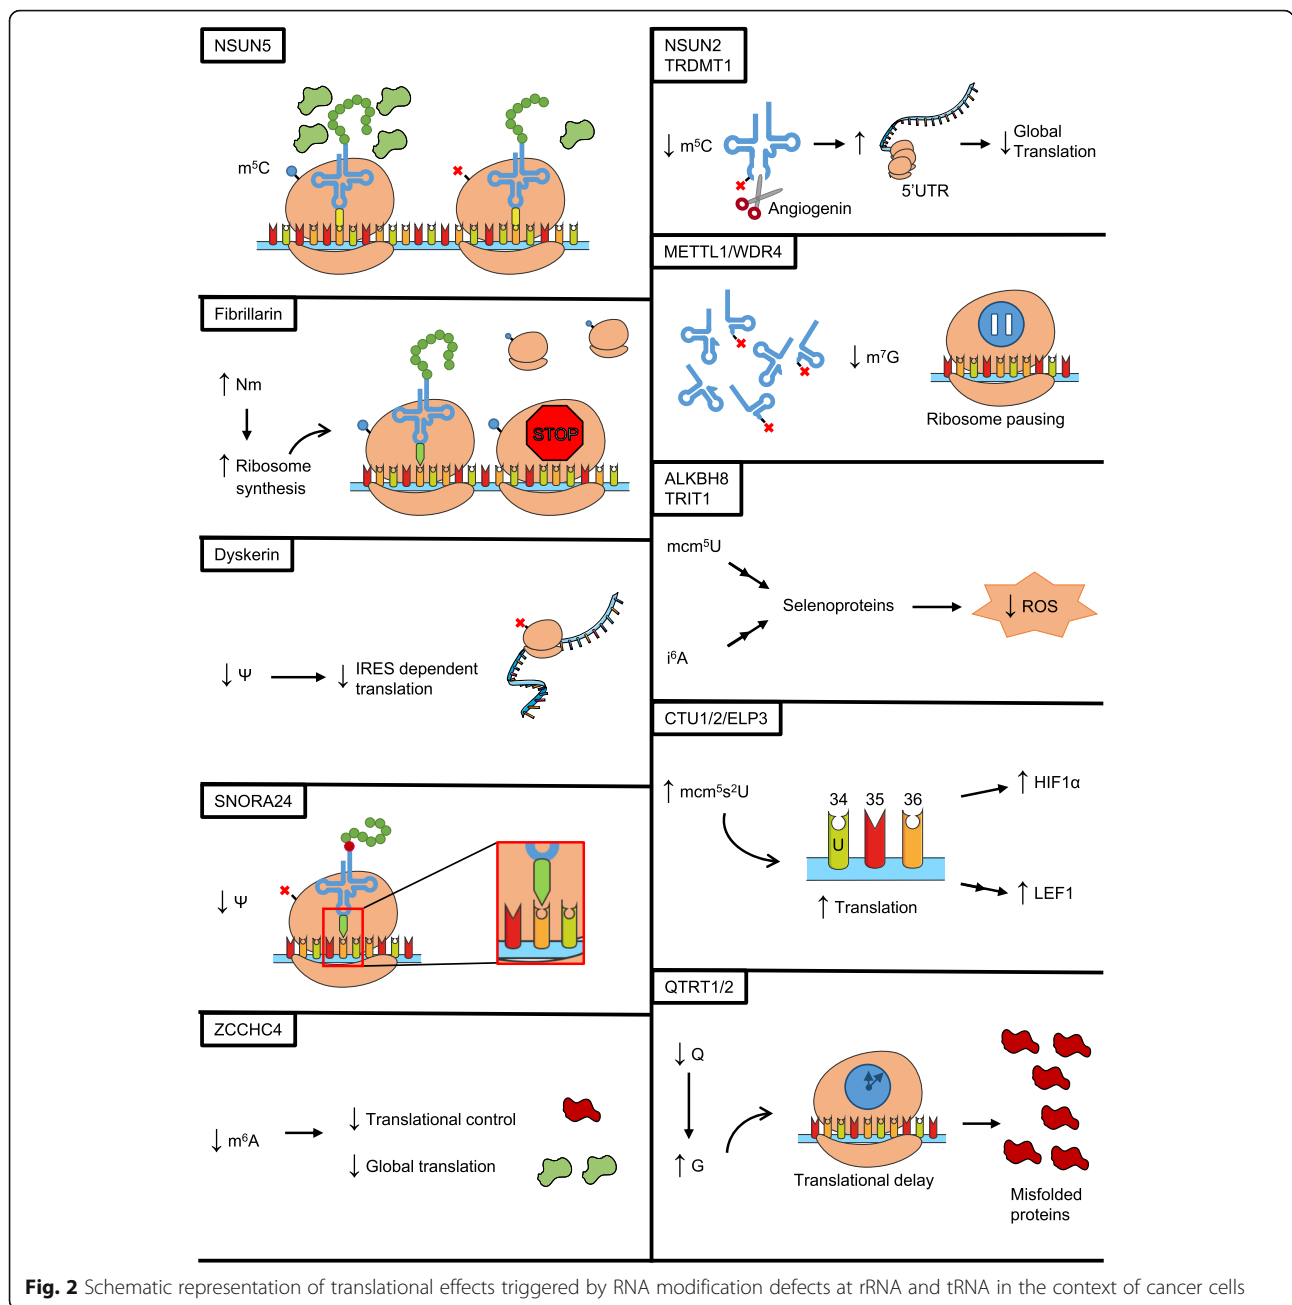 NSUN5
m⁵C
Fibrillarin
↑ Nm
↑ Ribosome
synthesis
STOP
Dyskerin
↓ Ψ
↓ IRES dependent
translation
SNORA24
↓ Ψ
ZCCHC4
↓ m⁶A
↓ Translational control
↓ Global translation
NSUN2
TRDMT1
↓ m⁵C
Angiogenin
↑
5'UTR
↓ Global
Translation
METTL1/WDR4
↓ m⁷G
Ribosome pausing
ALKBH8
TRIT1
mcm⁵U
i⁶A
Selenoproteins
↓ ROS
CTU1/2/ELP3
↑ mcm⁵s²U
34 35 36
U
↑ Translation
↑ HIF1α
↑ LEF1
QTRT1/2
↓ Q
↑ G
Translational delay
Misfolded
proteins
Fig. 2 Schematic representation of translational effects triggered by RNA modification defects at rRNA and tRNA in the context of cancer cells